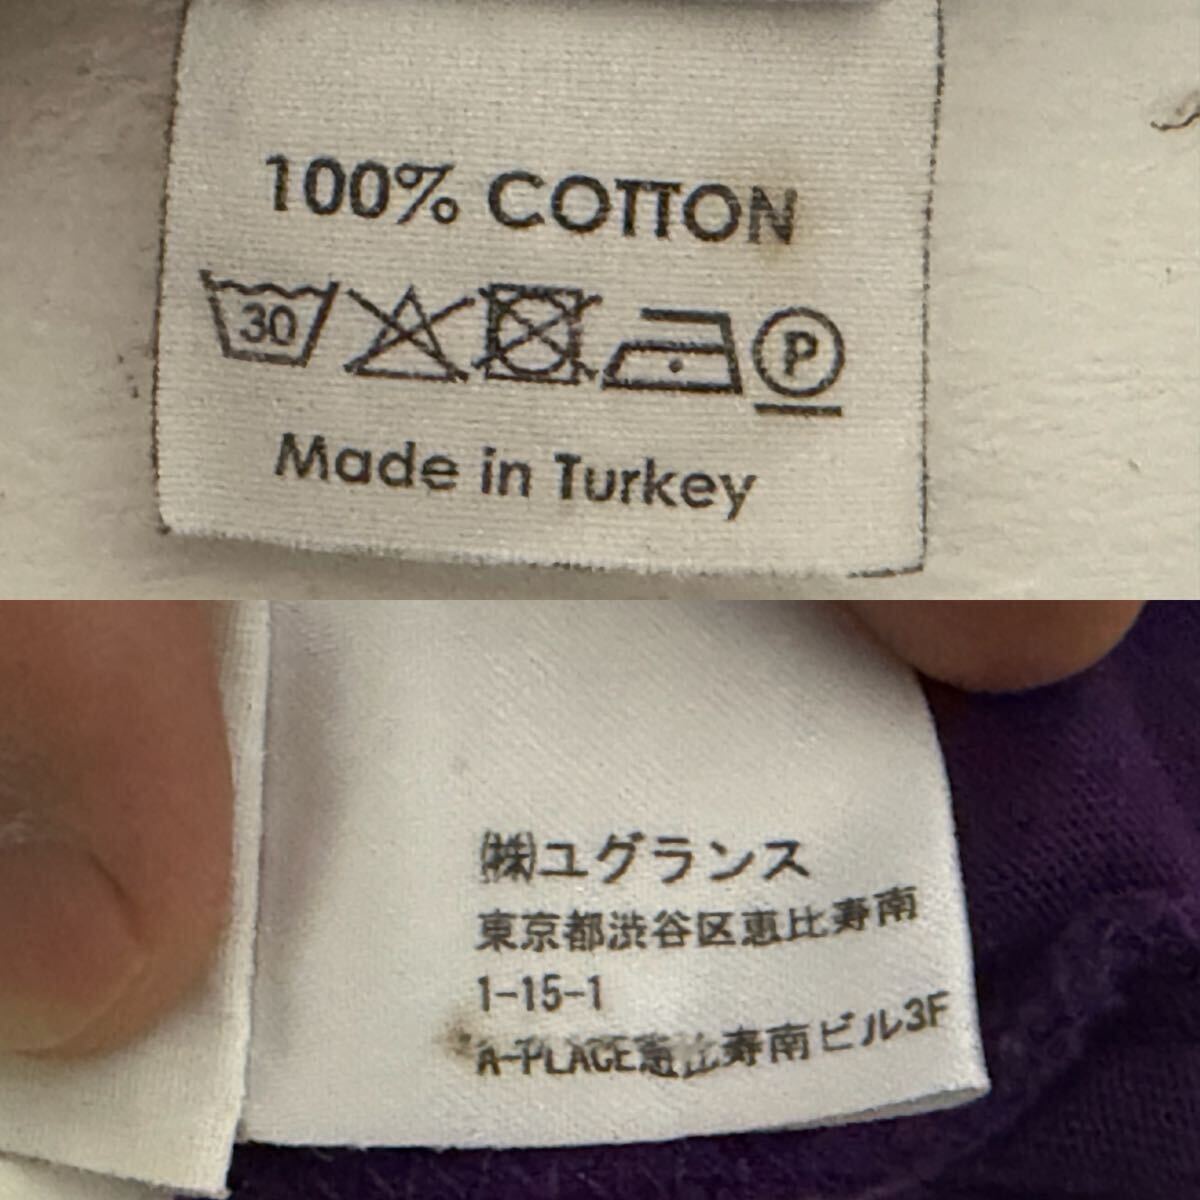 100% COTTON
30
P
Made in Turkey
㈱ユグランス
東京都渋谷区恵比寿南
1-15-1
A-PLACE恵比寿南ビル3F